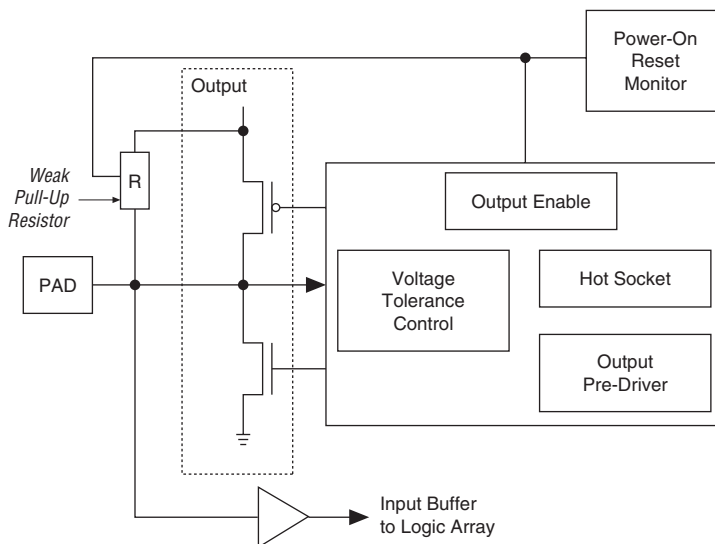 Power-On
Reset
Monitor
Output
Weak
Pull-Up
Resistor
R
Output Enable
PAD
Voltage
Tolerance
Control
Hot Socket
Output
Pre-Driver
Input Buffer
to Logic Array